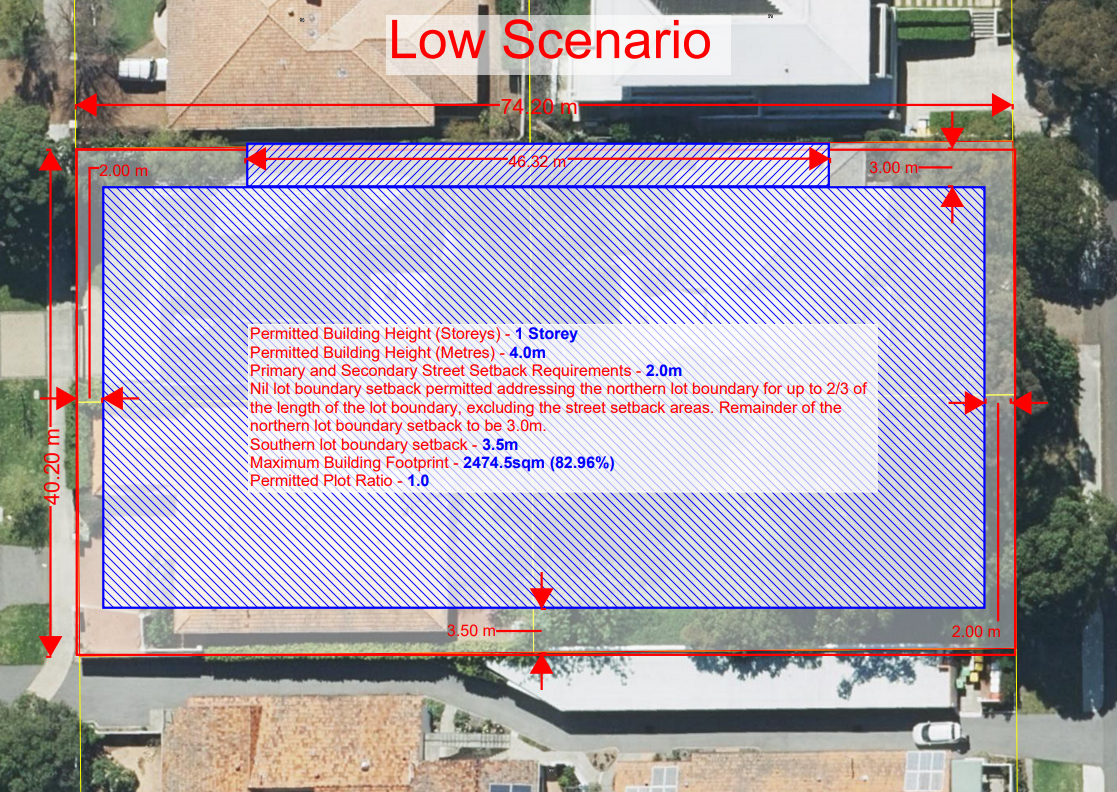 Low Scenario
74.20 m
46.32 m
2.00 m
3.00 m
Permitted Building Height (Storeys) - 1 Storey
Permitted Building Height (Metres) - 4.0m
Primary and Secondary Street Setback Requirements - 2.0m
Nil lot boundary setback permitted addressing the northern lot boundary for up to 2/3 of
the length of the lot boundary, excluding the street setback areas. Remainder of the
northern lot boundary setback to be 3.0m.
Southern lot boundary setback - 3.5m
Maximum Building Footprint - 2474.5sqm (82.96%)
Permitted Plot Ratio - 1.0
40.20 m
3.50 m
2.00 m